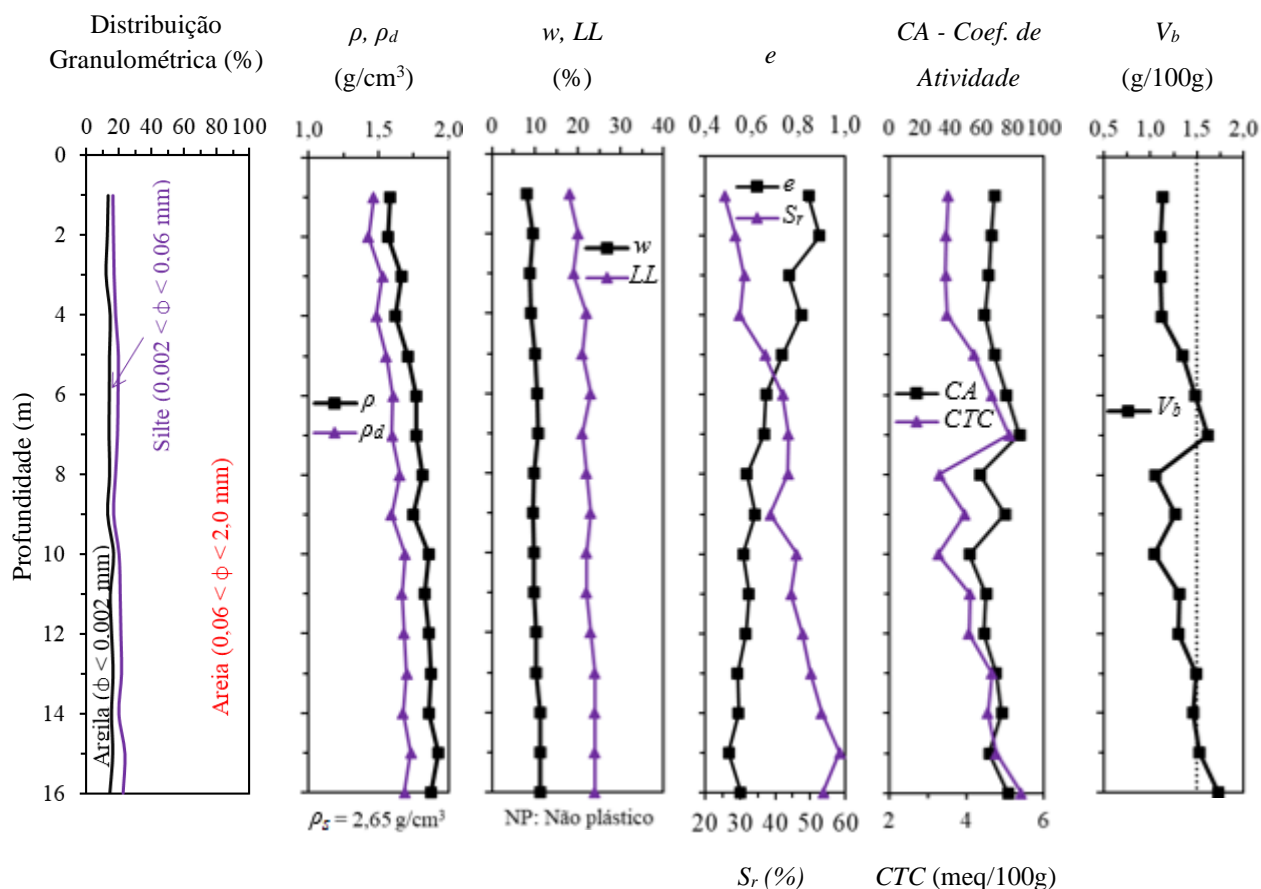 Distribuição
Granulométrica (%)
ρ, ρd
(g/cm³)
w, LL
(%)
e
CA - Coef. de
Atividade
Vb
(g/100g)
0 20 40 60 80 100
1,0 1,5 2,0
0 10 20 30 40
0,4 0,6 0,8 1,0
0 20 40 60 80 100
0,5 1,0 1,5 2,0
Profundidade (m)
0
2
4
6
8
10
12
14
16
Argila (ϕ < 0.002 mm)
Silte (0.002 < ϕ < 0.06 mm)
Areia (0.06 < ϕ < 2.0 mm)
ρ
ρd
w
LL
e
Sr
CA
CTC
Vb
ρs = 2,65 g/cm³
NP: Não plástico
20 30 40 50 60
2 4 6
Sr (%)
CTC (meq/100g)